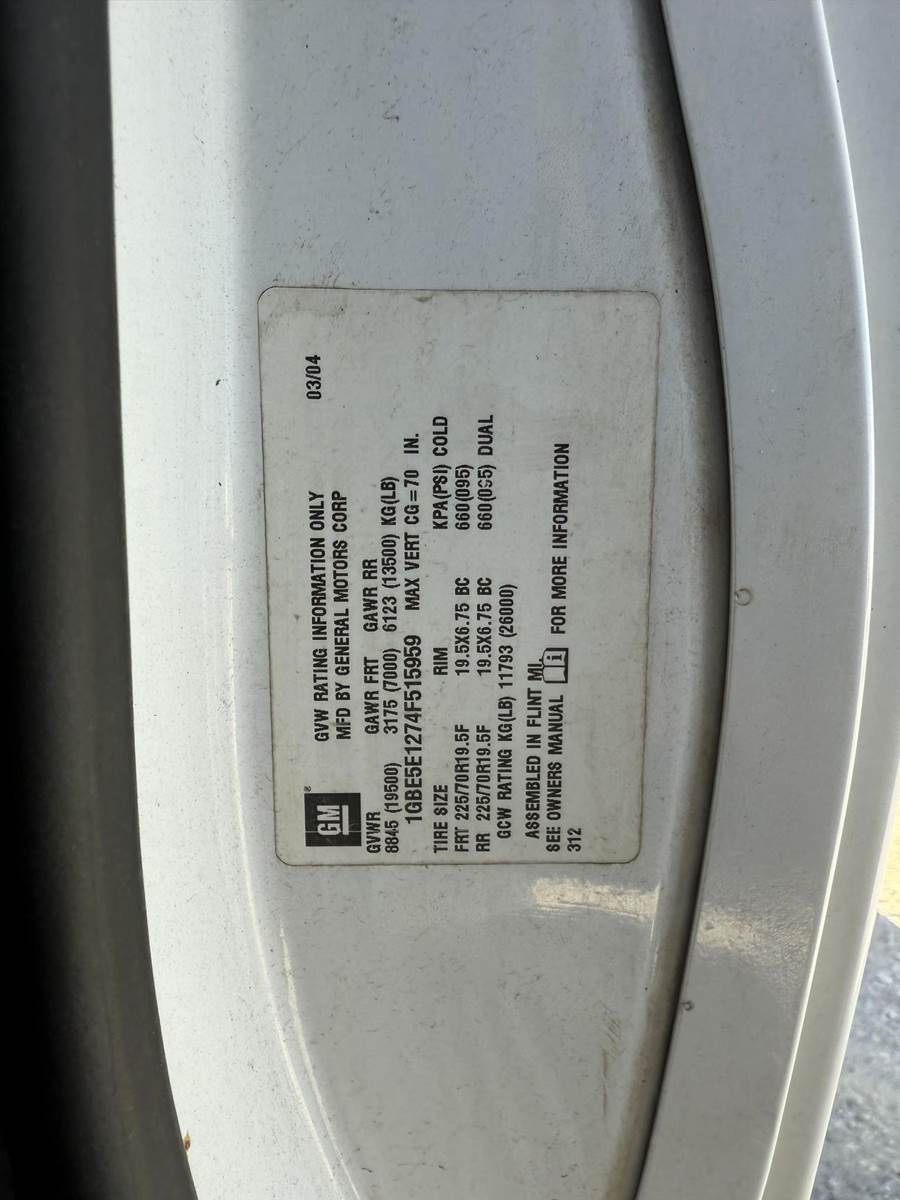 GM ®
GVW RATING INFORMATION ONLY 03/04
MFD BY GENERAL MOTORS CORP
GVWR GAWR FRT GAWR RR
8845 (19500) 3175 (7000) 6123 (13500) KG(LB)
1GBE5E1274F515959 MAX VERT CG=70 IN.
TIRE SIZE RIM KPA(PSI) COLD
FRT 225/70R19.5F 19.5X6.75 BC 660(095)
RR 225/70R19.5F 19.5X6.75 BC 660(095) DUAL
GCW RATING KG(LB) 11793 (26000)
ASSEMBLED IN FLINT MI.
SEE OWNERS MANUAL i FOR MORE INFORMATION
312